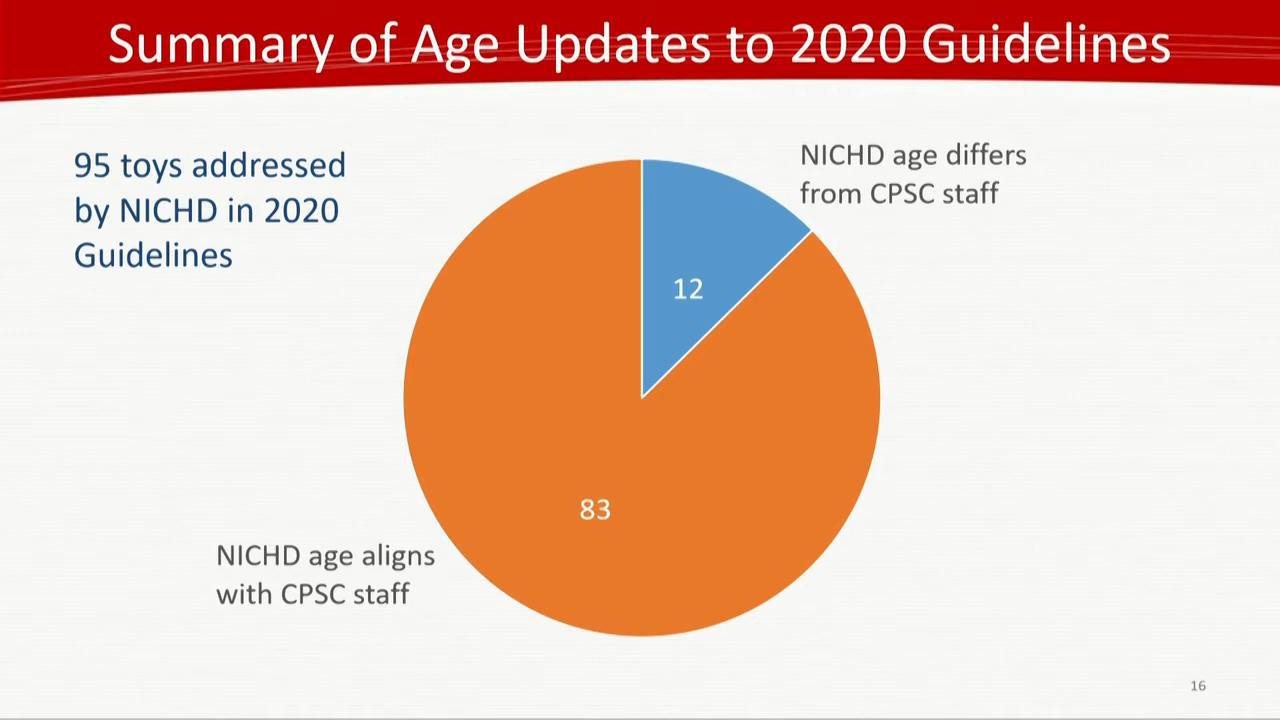 Summary of Age Updates to 2020 Guidelines
95 toys addressed
by NICHD in 2020
Guidelines
NICHD age differs
from CPSC staff
12
83
NICHD age aligns
with CPSC staff
16